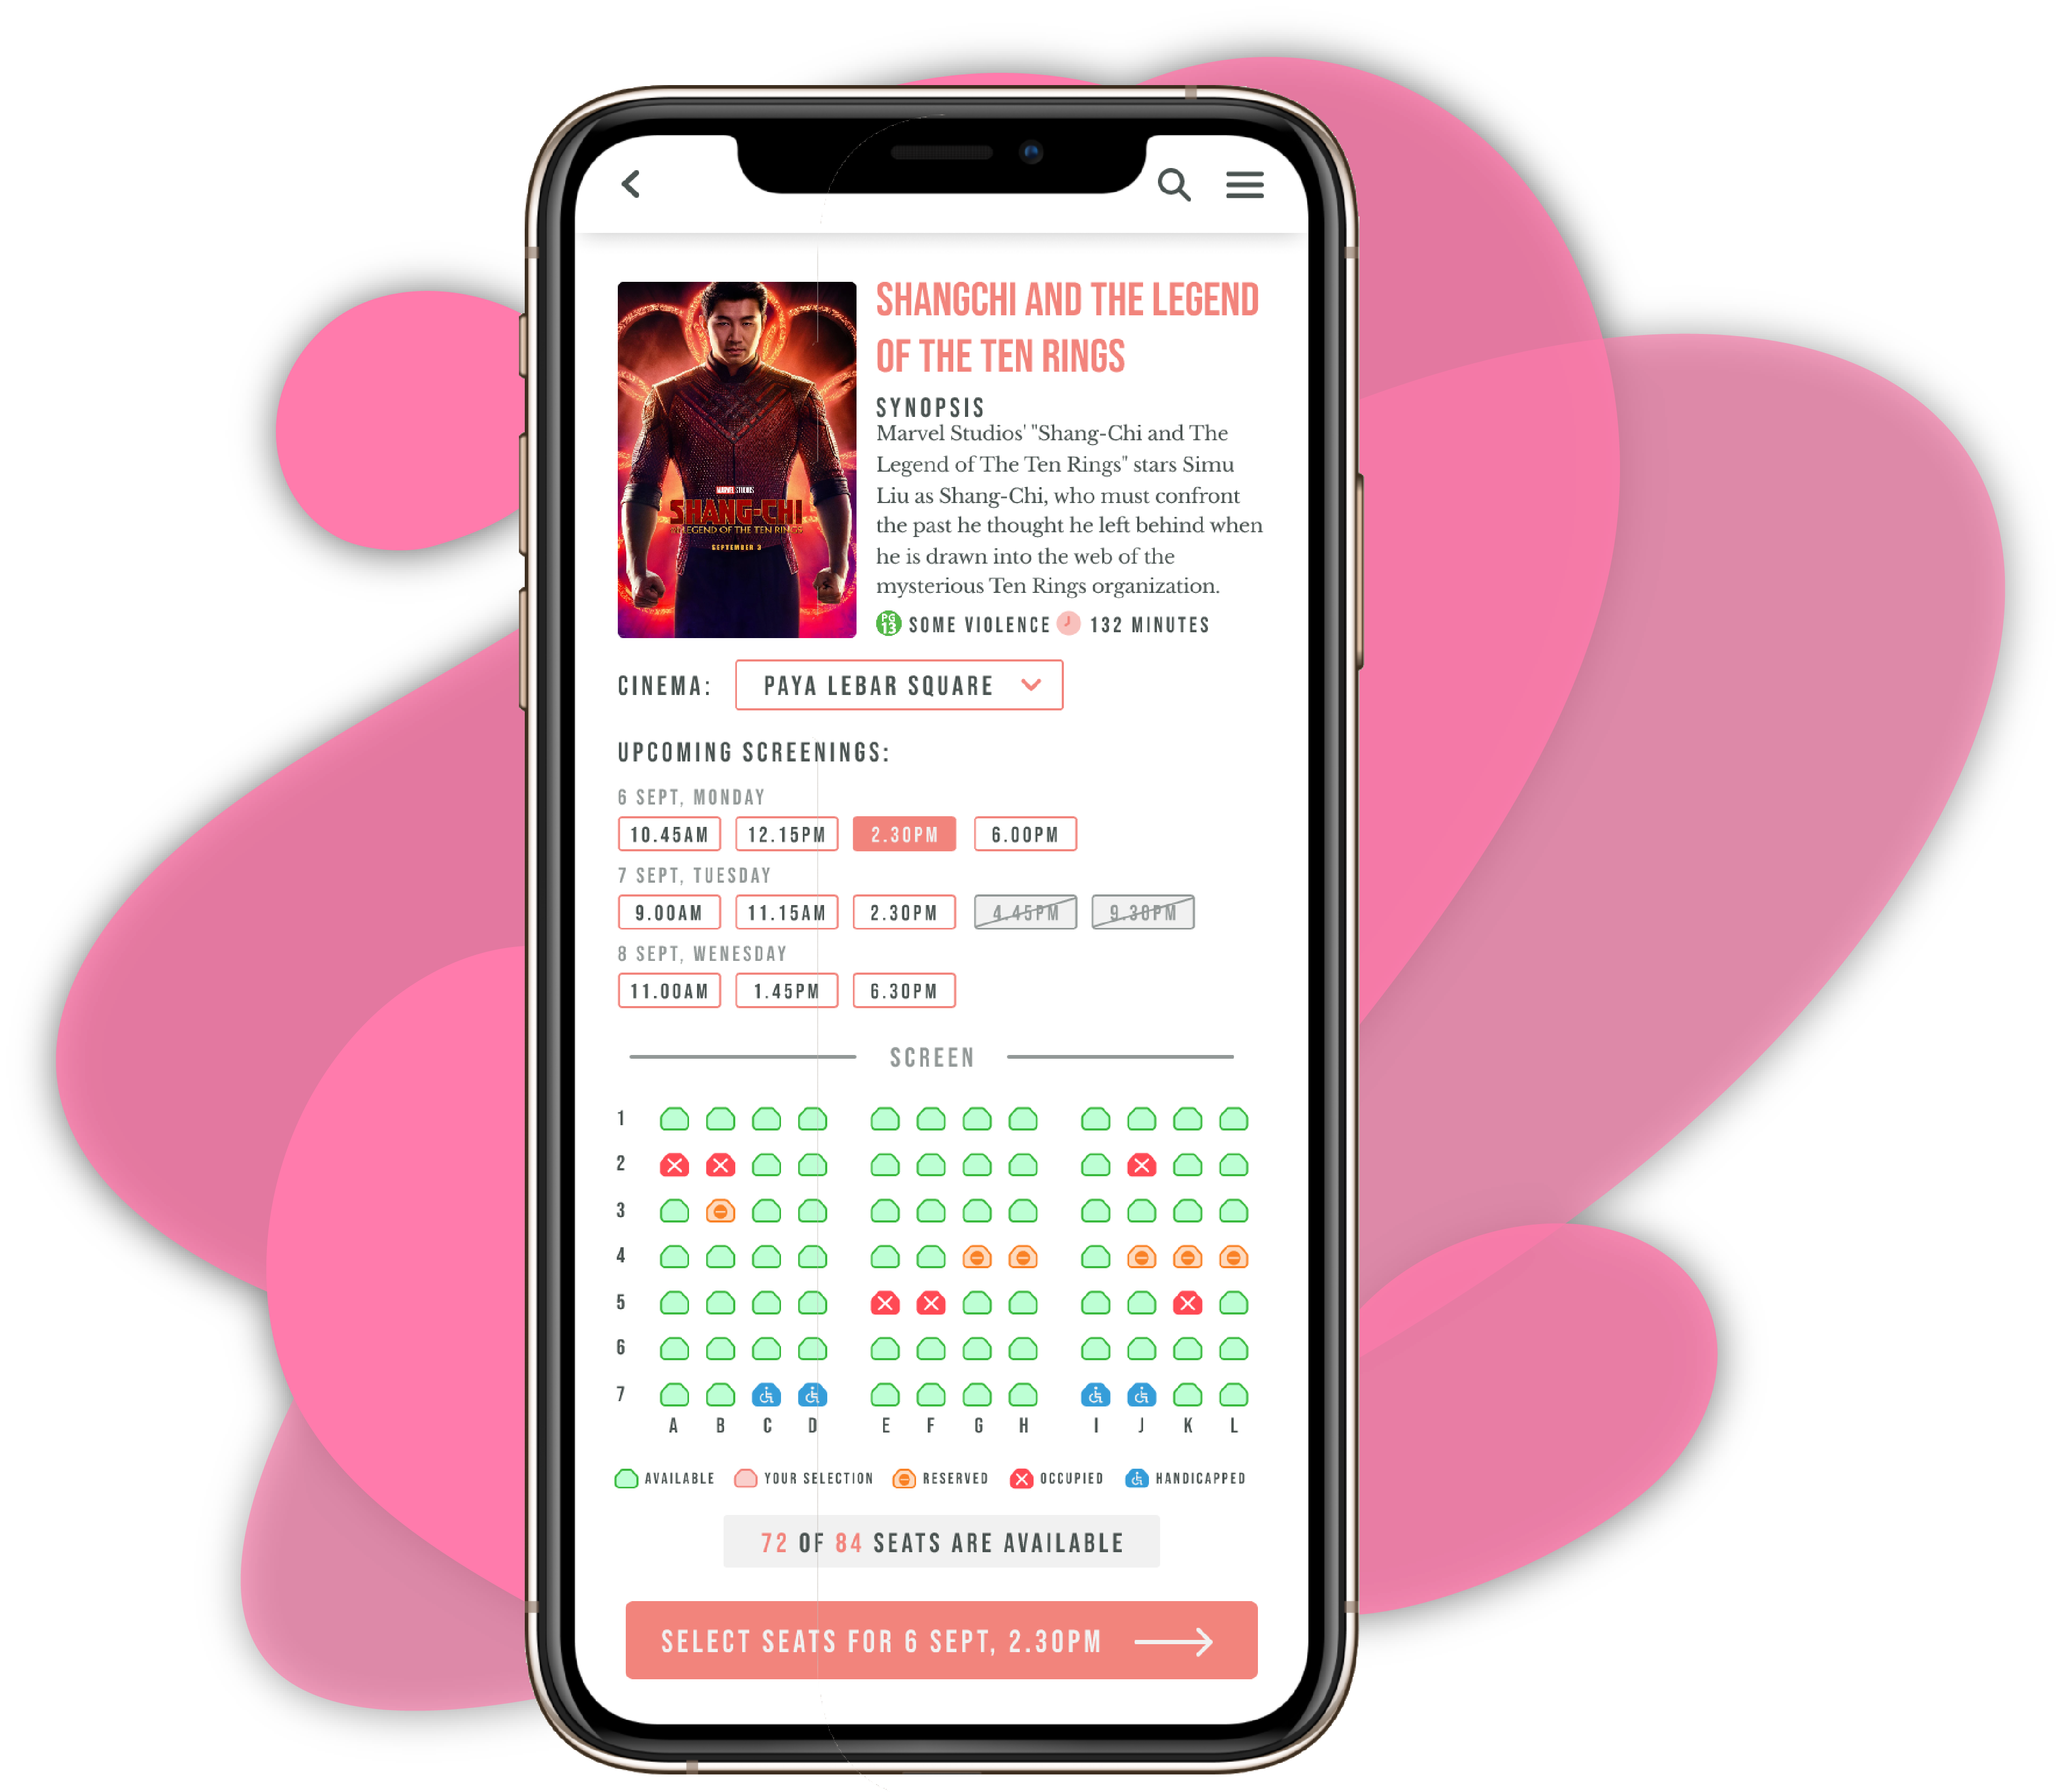 SHANGCHI AND THE LEGEND
OF THE TEN RINGS
SYNOPSIS
Marvel Studios' "Shang-Chi and The
Legend of The Ten Rings" stars Simu
Liu as Shang-Chi, who must confront
the past he thought he left behind when
he is drawn into the web of the
mysterious Ten Rings organization.
PG 13 SOME VIOLENCE 132 MINUTES
MARVEL STUDIOS
SHANG-CHI
LEGEND OF THE TEN RINGS
SEPTEMBER 3
CINEMA: PAYA LEBAR SQUARE
UPCOMING SCREENINGS:
6 SEPT, MONDAY
10.45AM 12.15PM 2.30PM 6.00PM
7 SEPT, TUESDAY
9.00AM 11.15AM 2.30PM 4.45PM 9.30PM
8 SEPT, WENESDAY
11.00AM 1.45PM 6.30PM
SCREEN
1
2
3
4
5
6
7
A B C D E F G H I J K L
AVAILABLE YOUR SELECTION RESERVED OCCUPIED HANDICAPPED
72 OF 84 SEATS ARE AVAILABLE
SELECT SEATS FOR 6 SEPT, 2.30PM